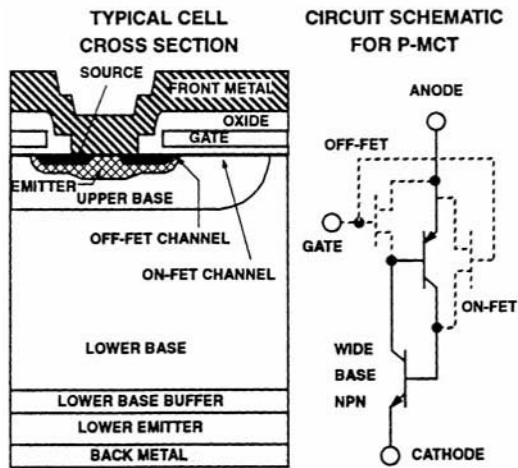 TYPICAL CELL
CROSS SECTION
SOURCE
FRONT METAL
OXIDE
GATE
EMITTER
UPPER BASE
OFF-FET CHANNEL
ON-FET CHANNEL
LOWER BASE
LOWER BASE BUFFER
LOWER EMITTER
BACK METAL
CIRCUIT SCHEMATIC
FOR P-MCT
ANODE
OFF-FET
GATE
ON-FET
WIDE
BASE
NPN
CATHODE